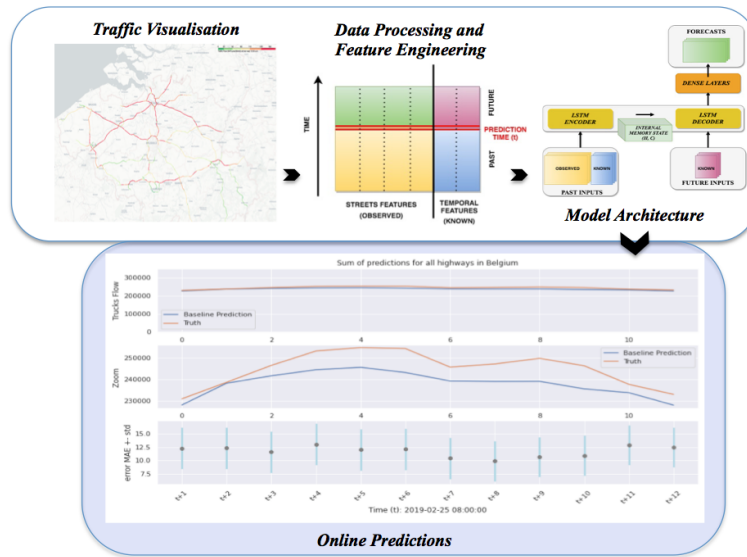 Traffic Visualisation
Data Processing and
Feature Engineering
TIME
FUTURE
PREDICTION
TIME (t)
PAST
STREETS FEATURES
(OBSERVED)
TEMPORAL
FEATURES
(KNOWN)
FORECASTS
DENSE LAYERS
LSTM
ENCODER
INTERNAL
MEMORY STATE
(H, C)
LSTM
DECODER
OBSERVED
KNOWN
PAST INPUTS
KNOWN
FUTURE INPUTS
Model Architecture
Sum of predictions for all highways in Belgium
Trucks Flow
300000
200000
100000
0
Baseline Prediction
Truth
0 2 4 6 8 10
Zoom
250000
240000
230000
Baseline Prediction
Truth
0 2 4 6 8 10
error MAE +- std
15.0
12.5
10.0
7.5
t+1 t+2 t+3 t+4 t+5 t+6 t+7 t+8 t+9 t+10 t+11 t+12
Time (t): 2019-02-25 08:00:00
Online Predictions